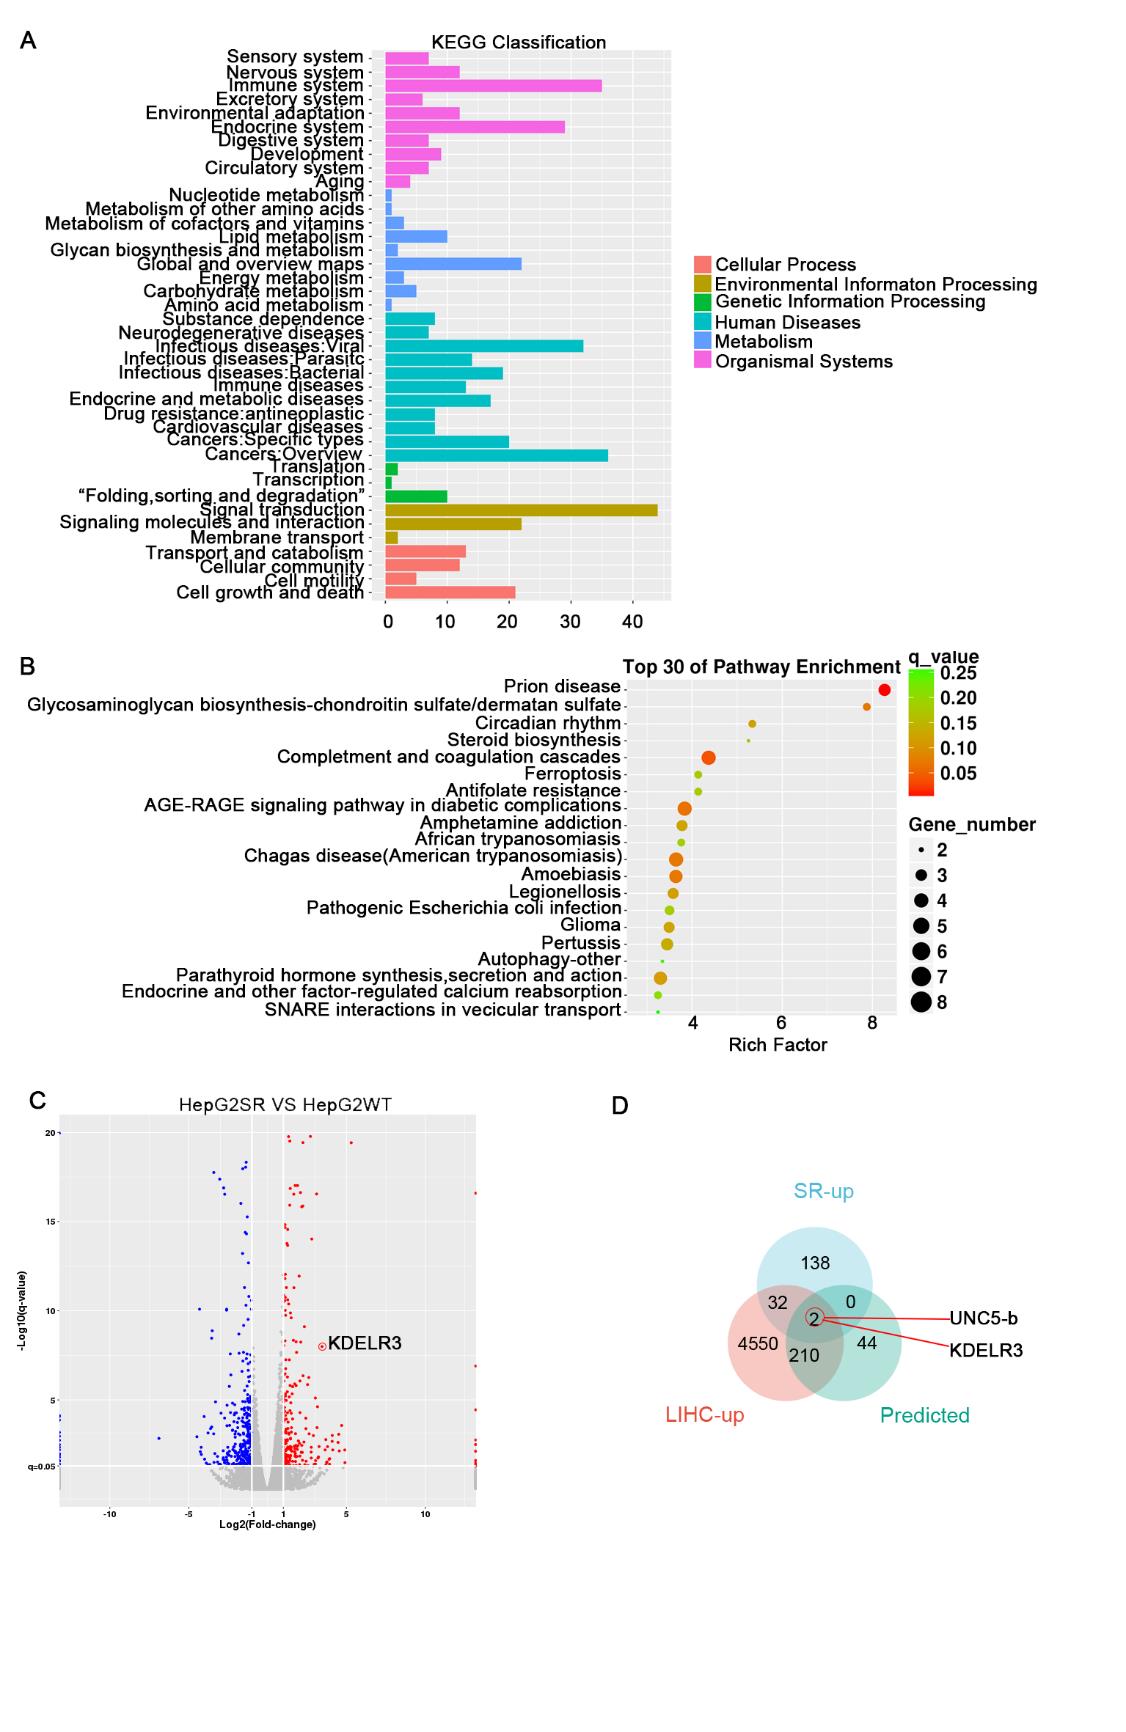 A
KEGG Classification
Sensory system
Nervous system
Immune system
Excretory system
Environmental adaptation
Endocrine system
Digestive system
Development
Circulatory system
Aging
Nucleotide metabolism
Metabolism of other amino acids
Metabolism of cofactors and vitamins
Lipid metabolism
Glycan biosynthesis and metabolism
Global and overview maps
Energy metabolism
Carbohydrate metabolism
Amino acid metabolism
Substance dependence
Neurodegenerative diseases
Infectious diseases:Viral
Infectious diseases:Parasitc
Infectious diseases:Bacterial
Immune diseases
Endocrine and metabolic diseases
Drug resistance:antineoplastic
Cardiovascular diseases
Cancers:Specific types
Cancers:Overview
Translation
Transcription
“Folding,sorting and degradation”
Signal transduction
Signaling molecules and interaction
Membrane transport
Transport and catabolism
Cellular community
Cell motility
Cell growth and death
0 10 20 30 40
Cellular Process
Environmental Informaton Processing
Genetic Information Processing
Human Diseases
Metabolism
Organismal Systems
B
Top 30 of Pathway Enrichment
Prion disease
Glycosaminoglycan biosynthesis-chondroitin sulfate/dermatan sulfate
Circadian rhythm
Steroid biosynthesis
Completment and coagulation cascades
Ferroptosis
Antifolate resistance
AGE-RAGE signaling pathway in diabetic complications
Amphetamine addiction
African trypanosomiasis
Chagas disease(American trypanosomiasis)
Amoebiasis
Legionellosis
Pathogenic Escherichia coli infection
Glioma
Pertussis
Autophagy-other
Parathyroid hormone synthesis,secretion and action
Endocrine and other factor-regulated calcium reabsorption
SNARE interactions in vecicular transport
4 6 8
Rich Factor
q_value
0.25
0.20
0.15
0.10
0.05
Gene_number
2
3
4
5
6
7
8
C
HepG2SR VS HepG2WT
20
15
10
5
q=0.05
-Log10(q-value)
KDELR3
-10 -5 -1 1 5 10
Log2(Fold-change)
D
SR-up
138
32
0
2
UNC5-b
4550
44
KDELR3
210
LIHC-up
Predicted